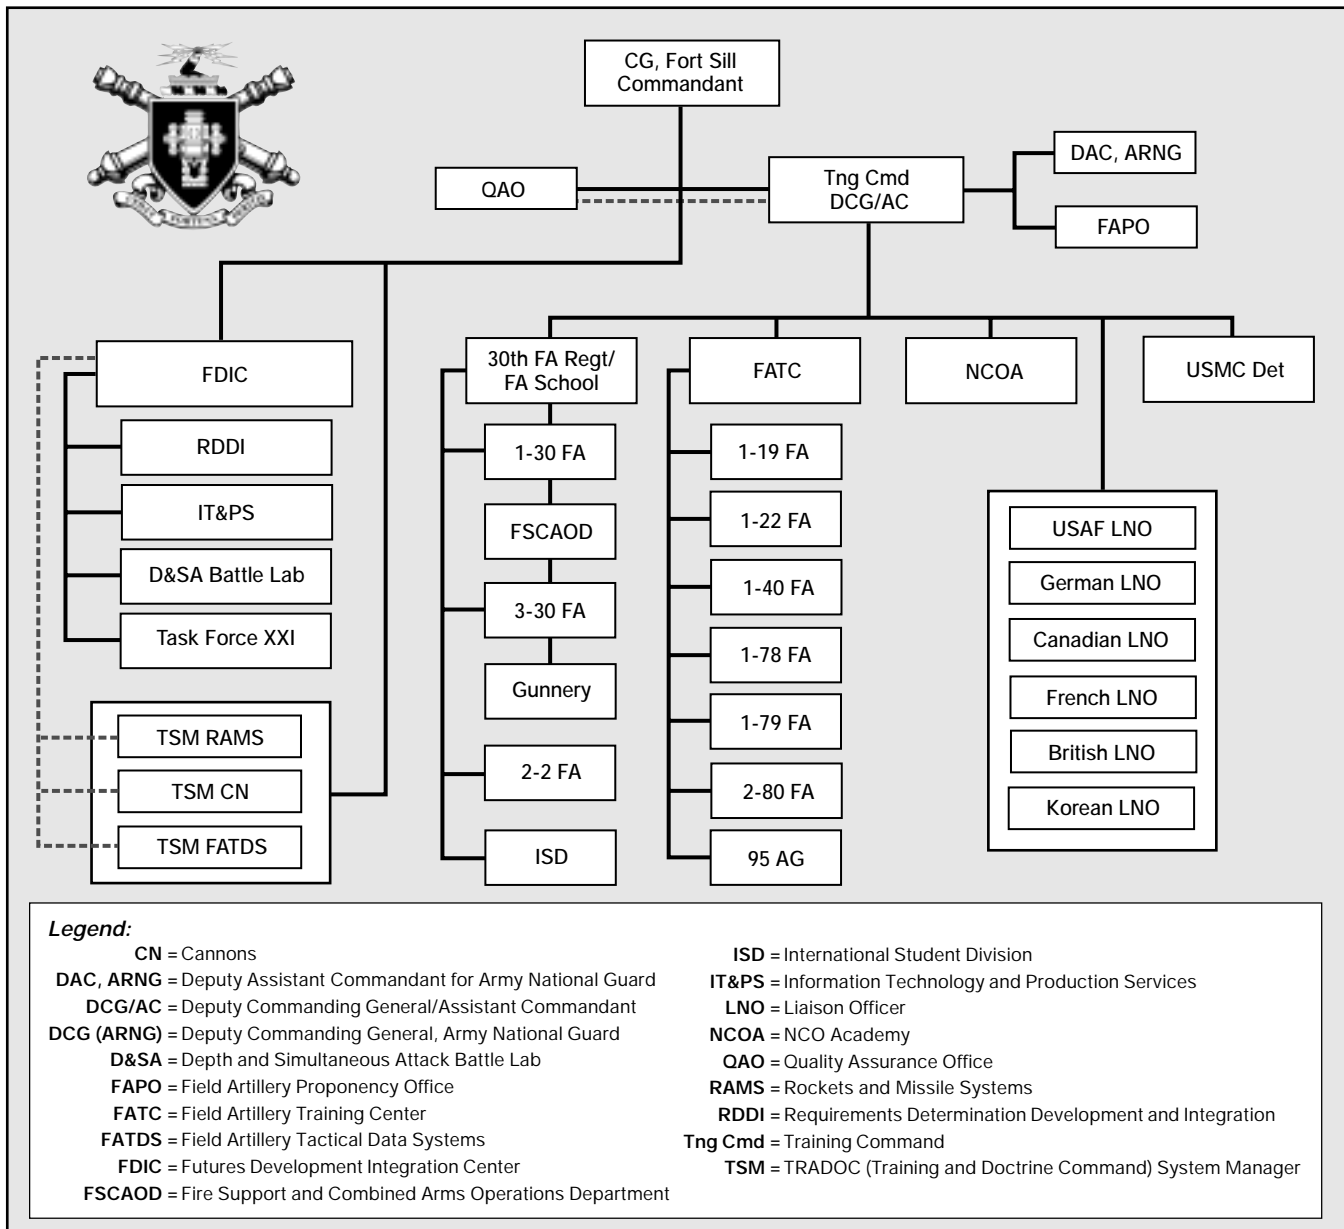 CG, Fort Sill
Commandant
QAO
Tng Cmd
DCG/AC
DAC, ARNG
FAPO
FDIC
RDDI
IT&PS
D&SA Battle Lab
Task Force XXI
TSM RAMS
TSM CN
TSM FATDS
30th FA Regt/
FA School
1-30 FA
FSCAOD
3-30 FA
Gunnery
2-2 FA
ISD
FATC
1-19 FA
1-22 FA
1-40 FA
1-78 FA
1-79 FA
2-80 FA
95 AG
NCOA
USMC Det
USAF LNO
German LNO
Canadian LNO
French LNO
British LNO
Korean LNO
Legend:
CN = Cannons
DAC, ARNG = Deputy Assistant Commandant for Army National Guard
DCG/AC = Deputy Commanding General/Assistant Commandant
DCG (ARNG) = Deputy Commanding General, Army National Guard
D&SA = Depth and Simultaneous Attack Battle Lab
FAPO = Field Artillery Proponency Office
FATC = Field Artillery Training Center
FATDS = Field Artillery Tactical Data Systems
FDIC = Futures Development Integration Center
FSCAOD = Fire Support and Combined Arms Operations Department
ISD = International Student Division
IT&PS = Information Technology and Production Services
LNO = Liaison Officer
NCOA = NCO Academy
QAO = Quality Assurance Office
RAMS = Rockets and Missile Systems
RDDI = Requirements Determination Development and Integration
Tng Cmd = Training Command
TSM = TRADOC (Training and Doctrine Command) System Manager